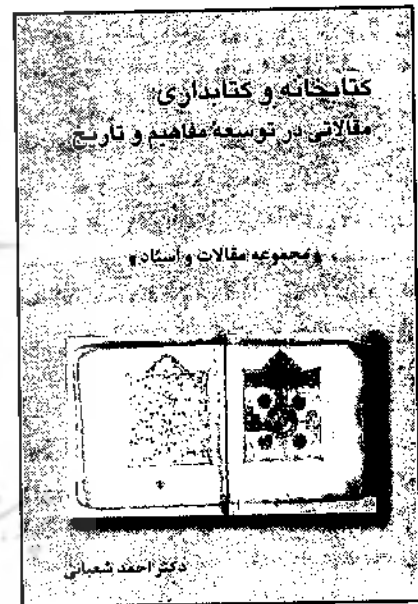 کتابخانه و کتابداری
مقالاتی در توسعهٔ مفاهیم و تاریخ
مجموعه مقالات و اسناد
دکتر احمد شعبانی